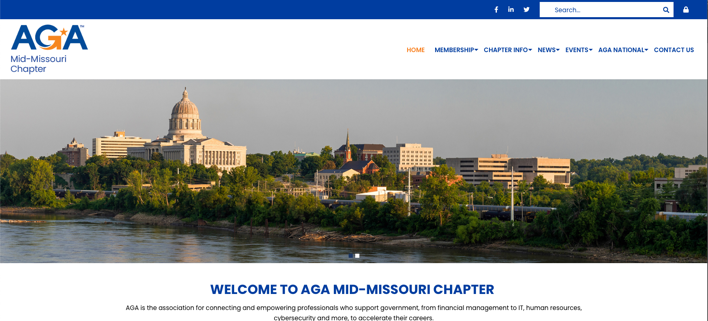 Search...
AGA
Mid-Missouri
Chapter
HOME MEMBERSHIP CHAPTER INFO NEWS EVENTS AGA NATIONAL CONTACT US
WELCOME TO AGA MID-MISSOURI CHAPTER
AGA is the association for connecting and empowering professionals who support government, from financial management to IT, human resources,
cybersecurity and more, to accelerate their careers.